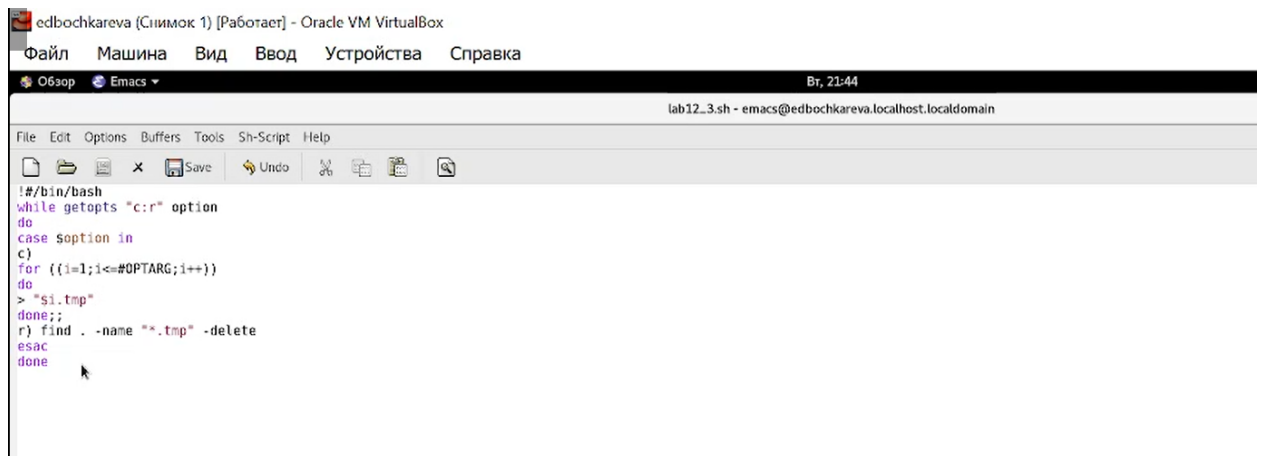 edbochkareva (Снимок 1) [Работает] - Oracle VM VirtualBox
Файл Машина Вид Ввод Устройства Справка
Обзор Emacs Вт, 21:44
lab12_3.sh - emacs@edbochkareva.localhost.localdomain
File Edit Options Buffers Tools Sh-Script Help
Save Undo
!#/bin/bash
while getopts "c:r" option
do
case $option in
c)
for ((i=1;i<=#OPTARG;i++))
do
> "$i.tmp"
done;;
r) find . -name "*.tmp" -delete
esac
done